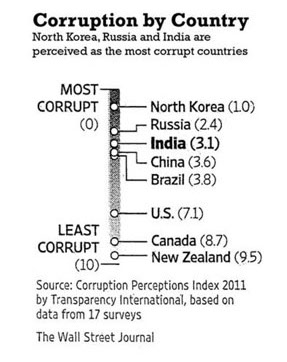 Corruption by Country
North Korea, Russia and India are
perceived as the most corrupt countries
MOST
CORRUPT
(0)
North Korea (1.0)
Russia (2.4)
India (3.1)
China (3.6)
Brazil (3.8)
U.S. (7.1)
LEAST
CORRUPT
(10)
Canada (8.7)
New Zealand (9.5)
Source: Corruption Perceptions Index 2011
by Transparency International, based on
data from 17 surveys
The Wall Street Journal